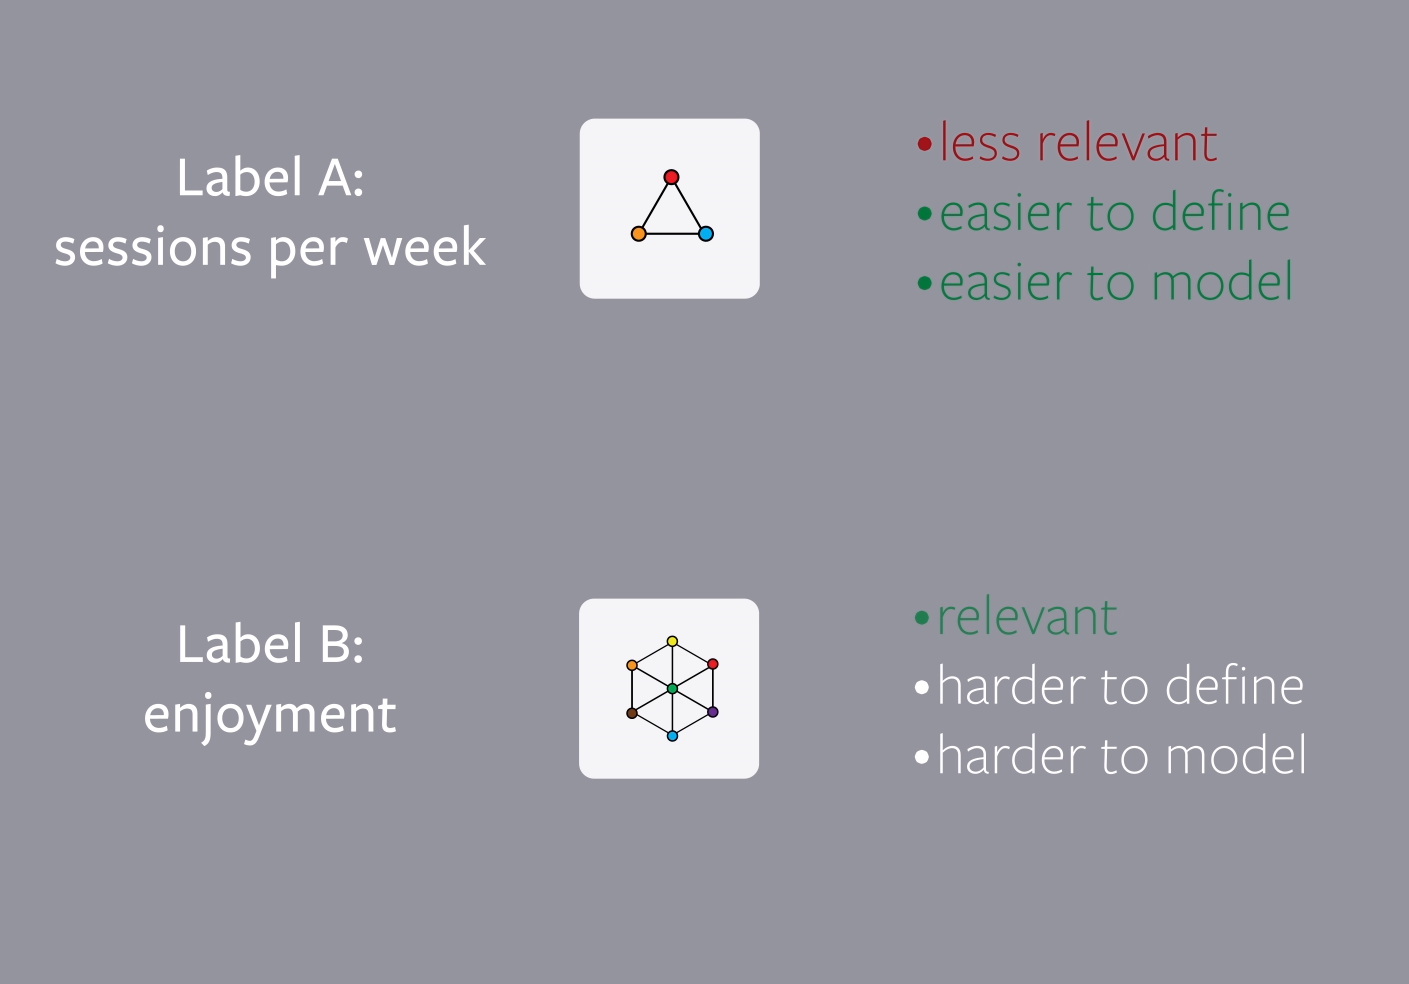 Label A:
sessions per week
•less relevant
•easier to define
•easier to model
Label B:
enjoyment
•relevant
•harder to define
•harder to model